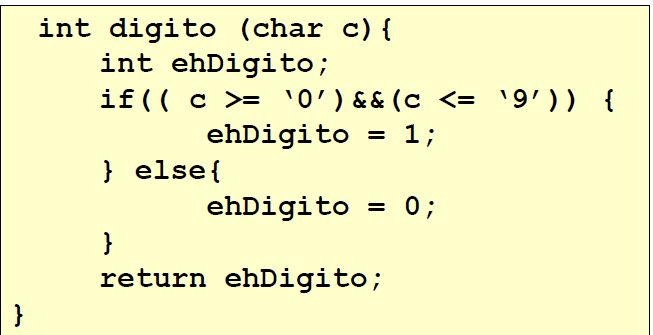 int digito (char c){
int ehDigito;
if(( c >= ‘0’)&&(c <= ‘9’)) {
ehDigito = 1;
} else{
ehDigito = 0;
}
return ehDigito;
}